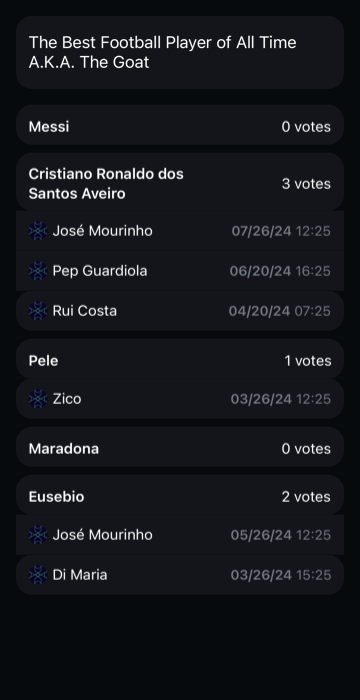 The Best Football Player of All Time
A.K.A. The Goat
Messi 0 votes
Cristiano Ronaldo dos
Santos Aveiro 3 votes
José Mourinho 07/26/24 12:25
Pep Guardiola 06/20/24 16:25
Rui Costa 04/20/24 07:25
Pele 1 votes
Zico 03/26/24 12:25
Maradona 0 votes
Eusebio 2 votes
José Mourinho 05/26/24 12:25
Di Maria 03/26/24 15:25